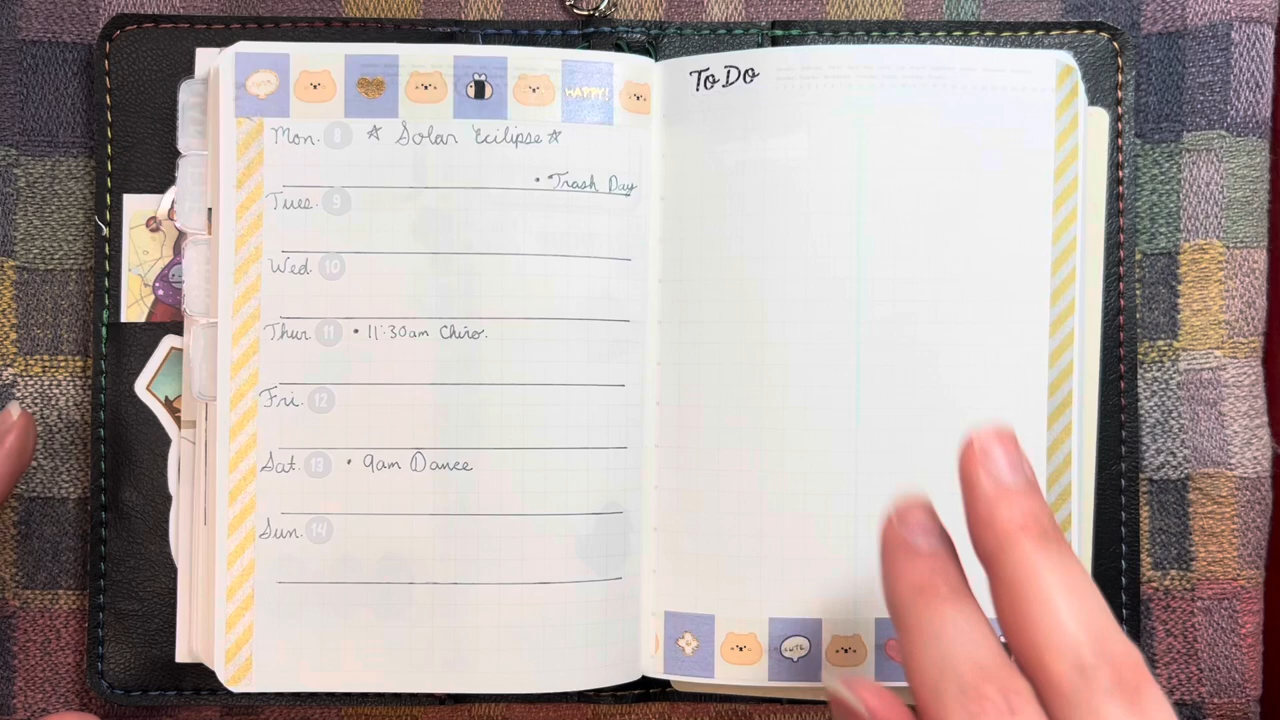 HAPPY!
Mon. 8 ☆ Solar Ecilipse ☆
• Trash Day
Tues. 9
Wed. 10
Thur. 11 • 11:30am Chiro.
Fri. 12
Sat. 13 • 9am Dance
Sun. 14
To Do
CUTE